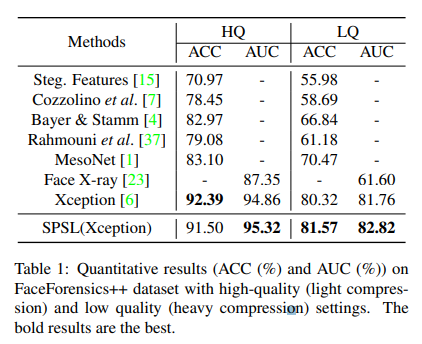 Methods HQ LQ
ACC AUC ACC AUC
Steg. Features [15] 70.97 - 55.98 -
Cozzolino et al. [7] 78.45 - 58.69 -
Bayer & Stamm [4] 82.97 - 66.84 -
Rahmouni et al. [37] 79.08 - 61.18 -
MesoNet [1] 83.10 - 70.47 -
Face X-ray [23] - 87.35 - 61.60
Xception [6] 92.39 94.86 80.32 81.76
SPSL(Xception) 91.50 95.32 81.57 82.82
Table 1: Quantitative results (ACC (%) and AUC (%)) on
FaceForensics++ dataset with high-quality (light compres-
sion) and low quality (heavy compression) settings. The
bold results are the best.